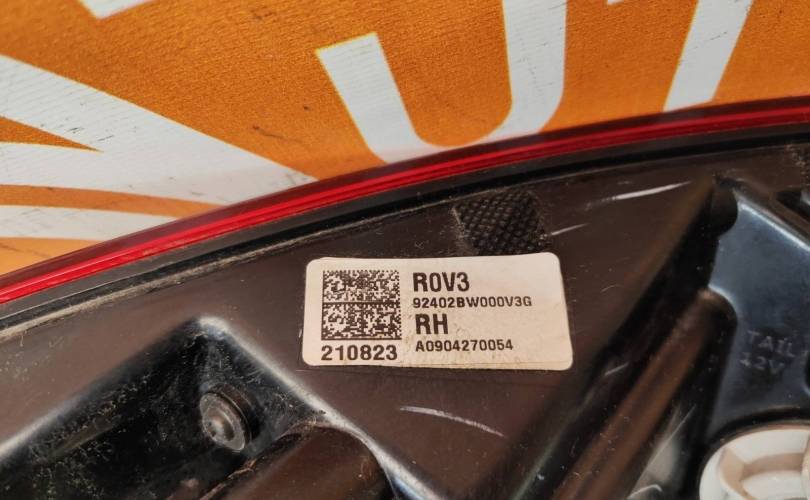 R0V3
92402BW000V3G
RH
210823
A0904270054
TAIL
12V